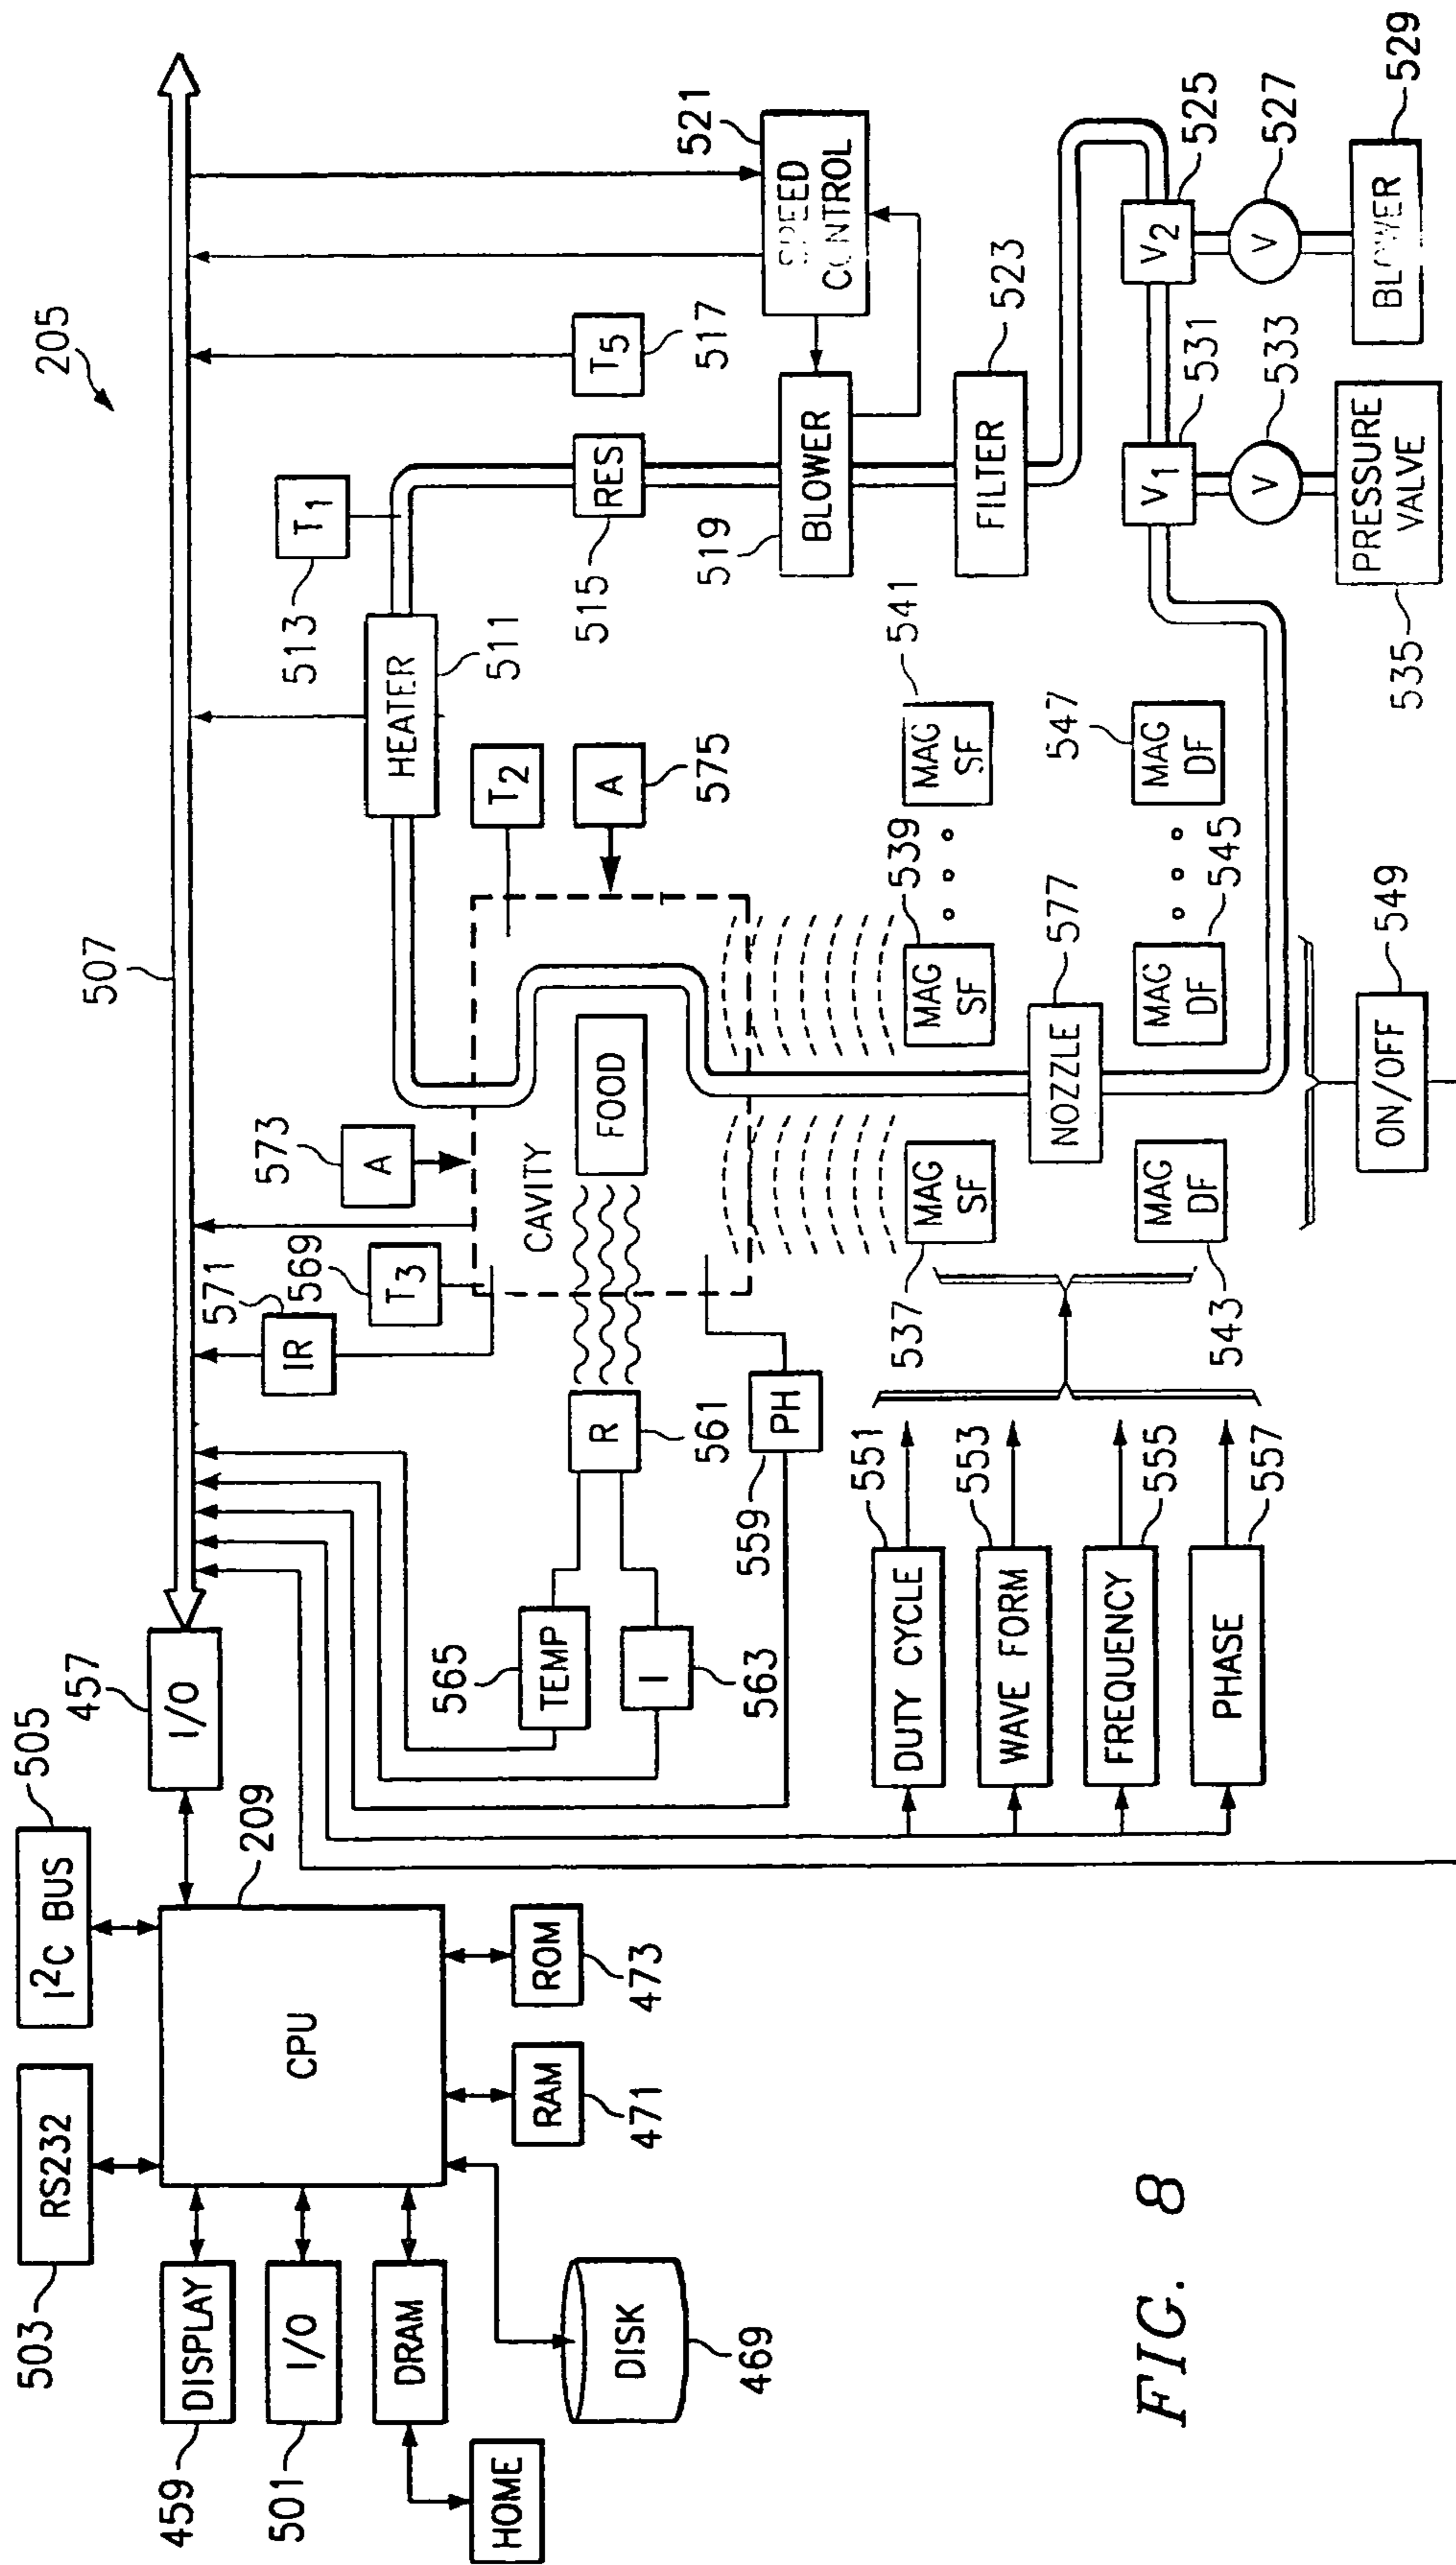 503
RS232
I²C BUS
505
457
I/O
507
205
459
DISPLAY
501
I/O
DRAM
HOME
CPU
209
DISK
469
RAM
471
ROM
473
571
IR
569
T3
573
A
CAVITY
FOOD
T2
A
575
HEATER
511
513
T1
515
RES
T5
517
519
BLOWER
521
SPEED
CONTROL
523
FILTER
565
TEMP
I
563
R
561
559
PH
551
DUTY CYCLE
553
WAVE FORM
555
FREQUENCY
557
PHASE
537
MAG
SF
539
MAG
SF
541
MAG
SF
NOZZLE
577
543
MAG
DF
545
MAG
DF
547
MAG
DF
V1
531
V2
525
V
533
V
527
PRESSURE
VALVE
535
BLOWER
529
ON/OFF
549
FIG. 8